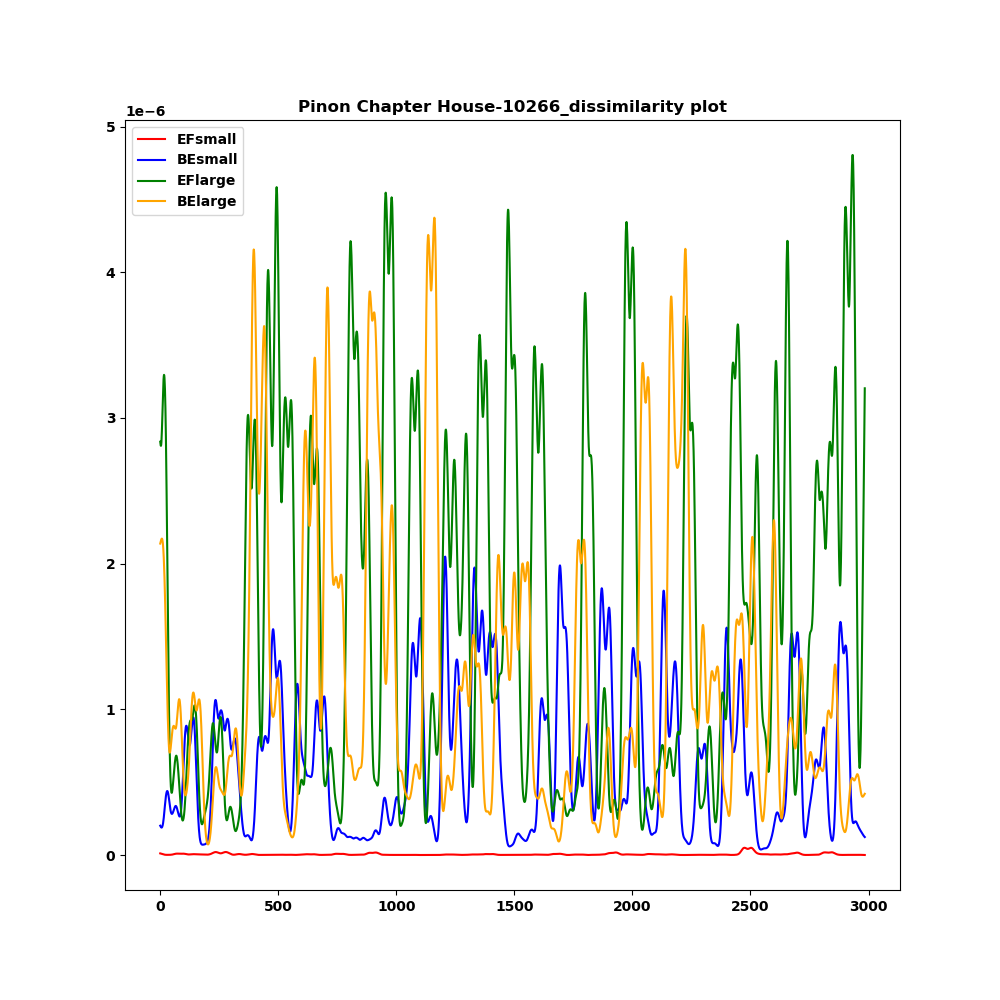 Pinon Chapter House-10266_dissimilarity plot
1e−6
EFsmall
BEsmall
EFlarge
BElarge
5
4
3
2
1
0
0 500 1000 1500 2000 2500 3000